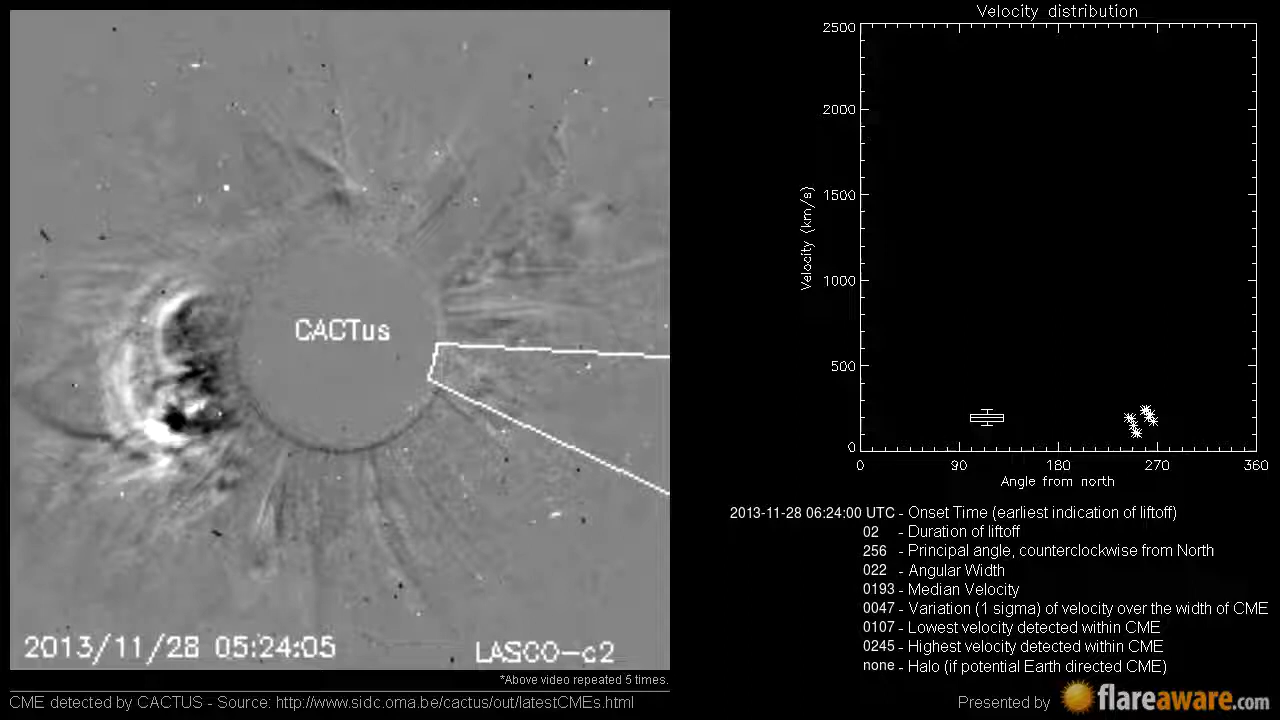 CACTus
2013/11/28 05:24:05
LASCO-c2
*Above video repeated 5 times.
CME detected by CACTUS - Source: http://www.sidc.oma.be/cactus/out/latestCMEs.html
Velocity distribution
Velocity (km/s)
2500
2000
1500
1000
500
0
0 90 180 270 360
Angle from north
2013-11-28 06:24:00 UTC - Onset Time (earliest indication of liftoff)
02 - Duration of liftoff
256 - Principal angle, counterclockwise from North
022 - Angular Width
0193 - Median Velocity
0047 - Variation (1 sigma) of velocity over the width of CME
0107 - Lowest velocity detected within CME
0245 - Highest velocity detected within CME
none - Halo (if potential Earth directed CME)
Presented by flareaware.com